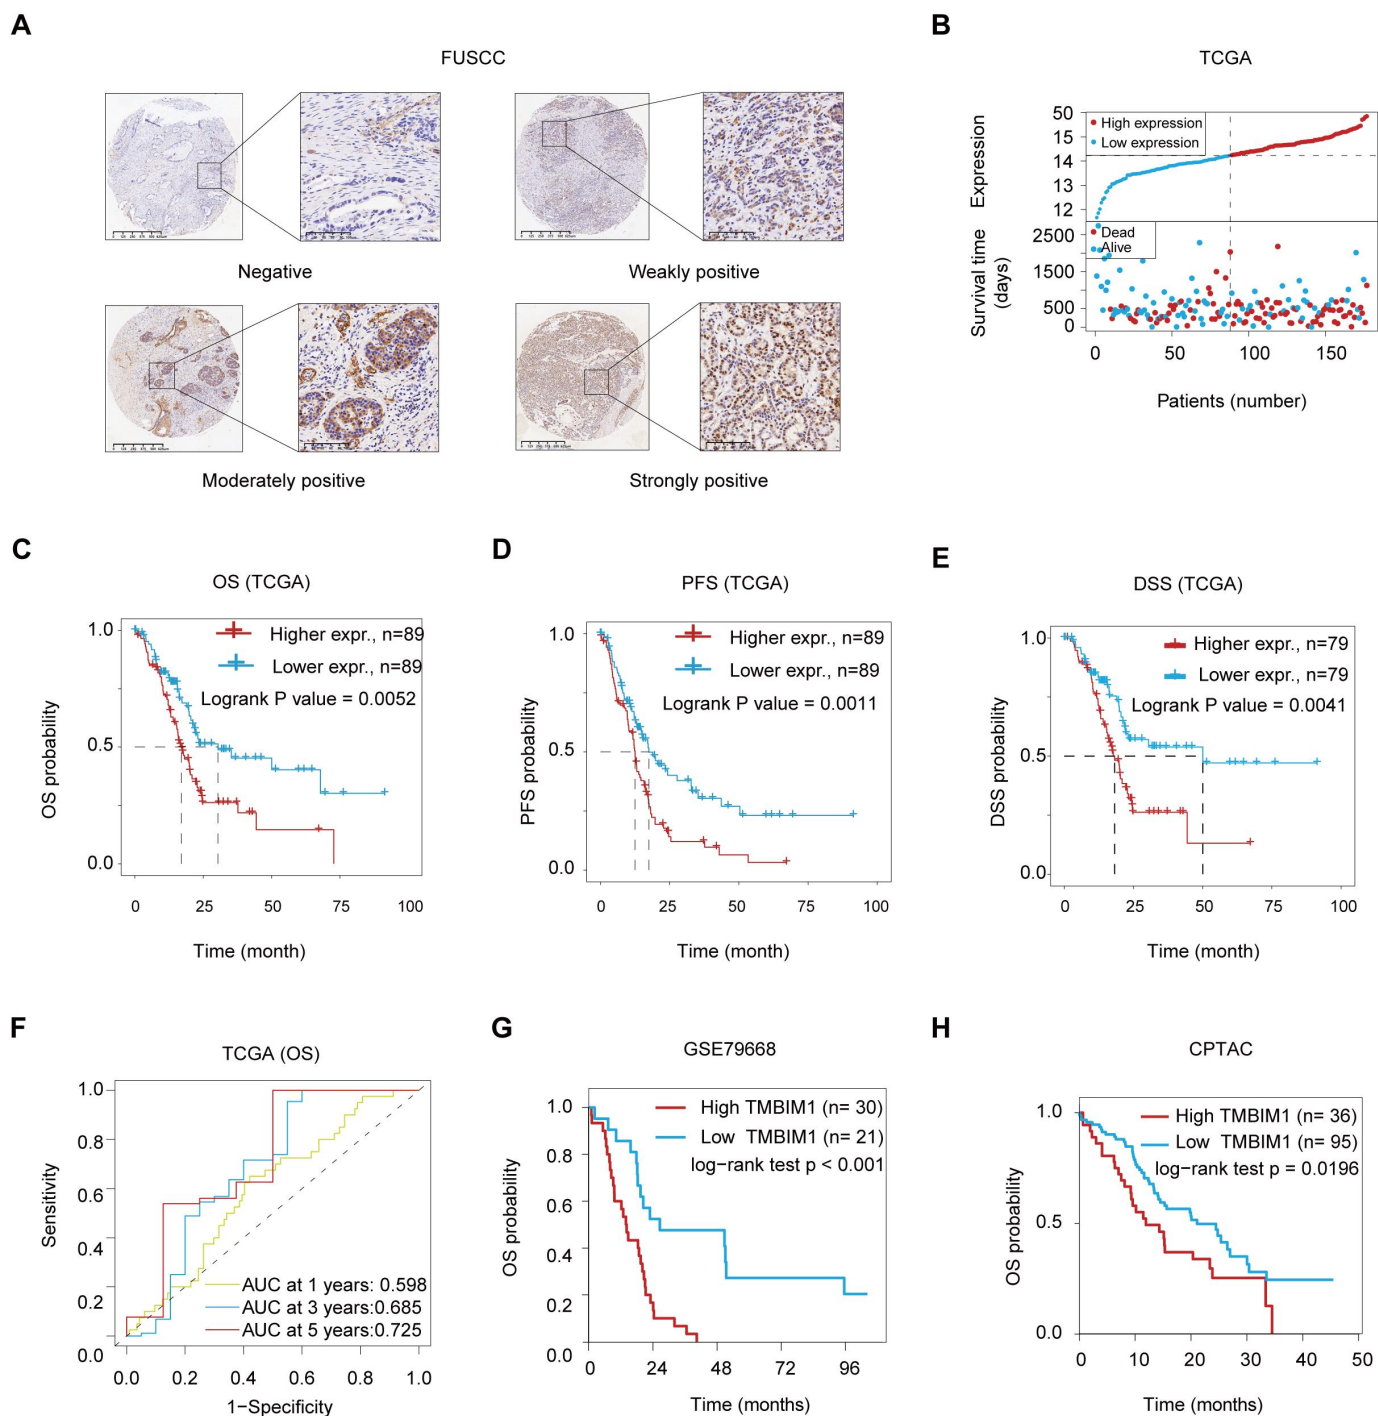 A
FUSCC
Negative
Weakly positive
Moderately positive
Strongly positive
B
TCGA
Expression
50
15
14
13
12
High expression
Low expression
Survival time
(days)
2500
1500
500
0
Dead
Alive
0 50 100 150
Patients (number)
C
OS (TCGA)
OS probability
1.0
0.5
0.0
Higher expr., n=89
Lower expr., n=89
Logrank P value = 0.0052
0 25 50 75 100
Time (month)
D
PFS (TCGA)
PFS probability
1.0
0.5
0.0
Higher expr., n=89
Lower expr., n=89
Logrank P value = 0.0011
0 25 50 75 100
Time (month)
E
DSS (TCGA)
DSS probability
1.0
0.5
0.0
Higher expr., n=79
Lower expr., n=79
Logrank P value = 0.0041
0 25 50 75 100
Time (month)
F
TCGA (OS)
Sensitivity
1.0
0.8
0.6
0.4
0.2
0.0
AUC at 1 years: 0.598
AUC at 3 years:0.685
AUC at 5 years:0.725
0.0 0.2 0.4 0.6 0.8 1.0
1−Specificity
G
GSE79668
OS probability
1.0
0.8
0.6
0.4
0.2
High TMBIM1 (n= 30)
Low TMBIM1 (n= 21)
log−rank test p < 0.001
0 24 48 72 96
Time (months)
H
CPTAC
OS probability
1.0
0.5
0.0
High TMBIM1 (n= 36)
Low TMBIM1 (n= 95)
log−rank test p = 0.0196
0 10 20 30 40 50
Time (months)